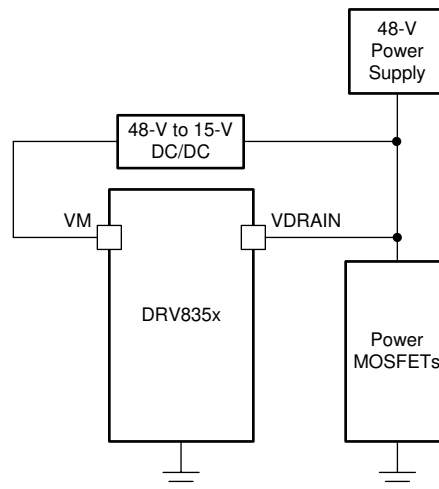 48-V
Power
Supply
48-V to 15-V
DC/DC
VM
VDRAIN
DRV835x
Power
MOSFETs